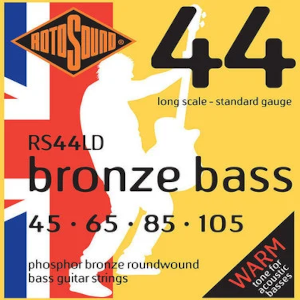 ROTOSOUND
44
long scale - standard gauge
RS44LD
bronze bass
45 · 65 · 85 · 105
phosphor bronze roundwound
bass guitar strings
WARM
tone for
acoustic
basses